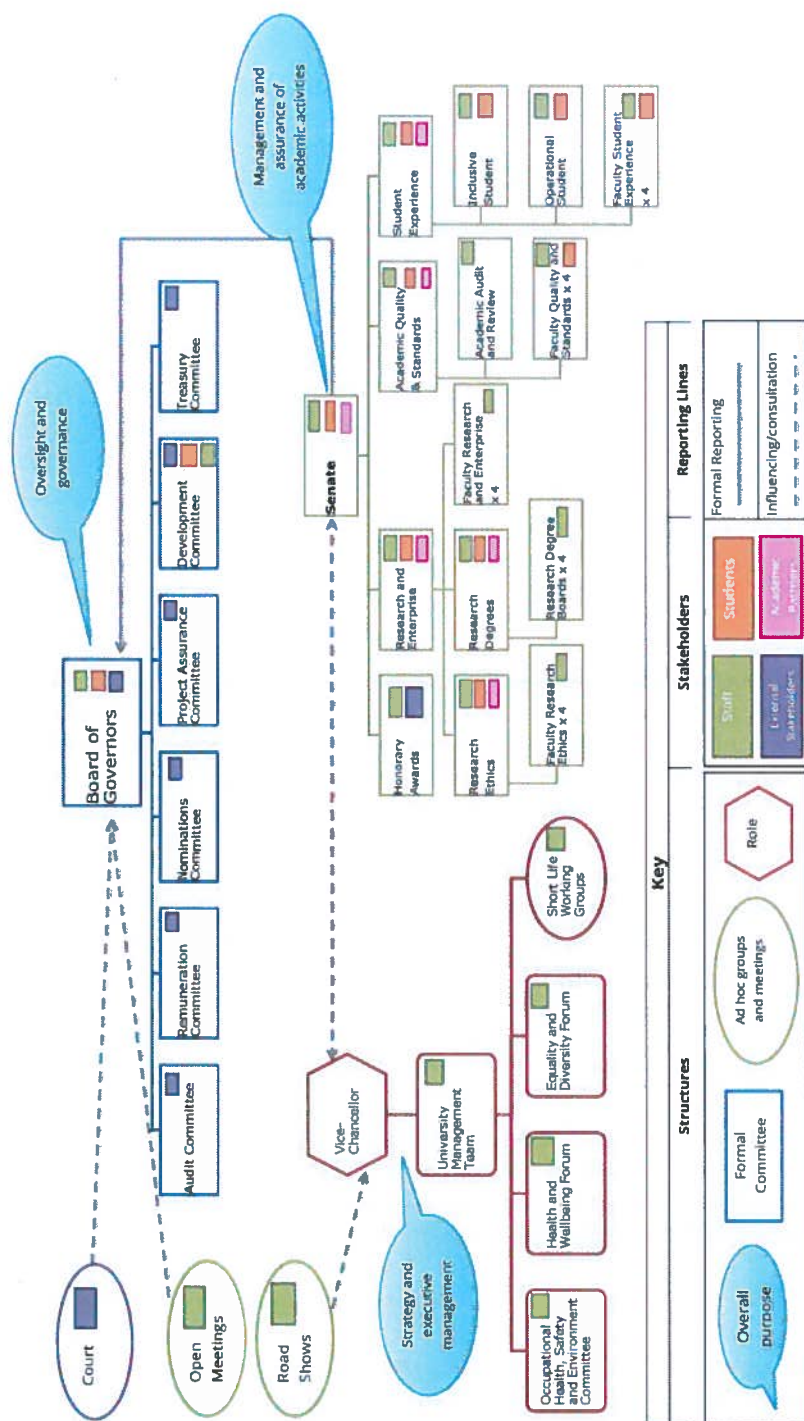 Oversight and
governance
Management and
assurance of
academic activities
Court
Open
Meetings
Road
Shows
Board of
Governors
Audit Committee
Remuneration
Committee
Nominations
Committee
Project Assurance
Committee
Development
Committee
Treasury
Committee
Vice-
Chancellor
Strategy and
executive
management
University
Management
Team
Occupational
Health, Safety
and Environment
Committee
Health and
Wellbeing Forum
Equality and
Diversity Forum
Short Life
Working
Groups
Senate
Honorary
Awards
Research and
Enterprise
Academic Quality
& Standards
Student
Experience
Research
Ethics
Research
Degrees
Faculty Research
and Enterprise
x 4
Academic Audit
and Review
Inclusive
Student
Faculty Research
Ethics x 4
Research Degree
Boards x 4
Faculty Quality and
Standards x 4
Operational
Student
Faculty Student
Experience
x 4
Key
Structures
Stakeholders
Reporting Lines
Overall
purpose
Formal
Committee
Ad hoc groups
and meetings
Role
Staff
Students
External
Stakeholders
Academic
Partners
Formal Reporting
Influencing/consultation